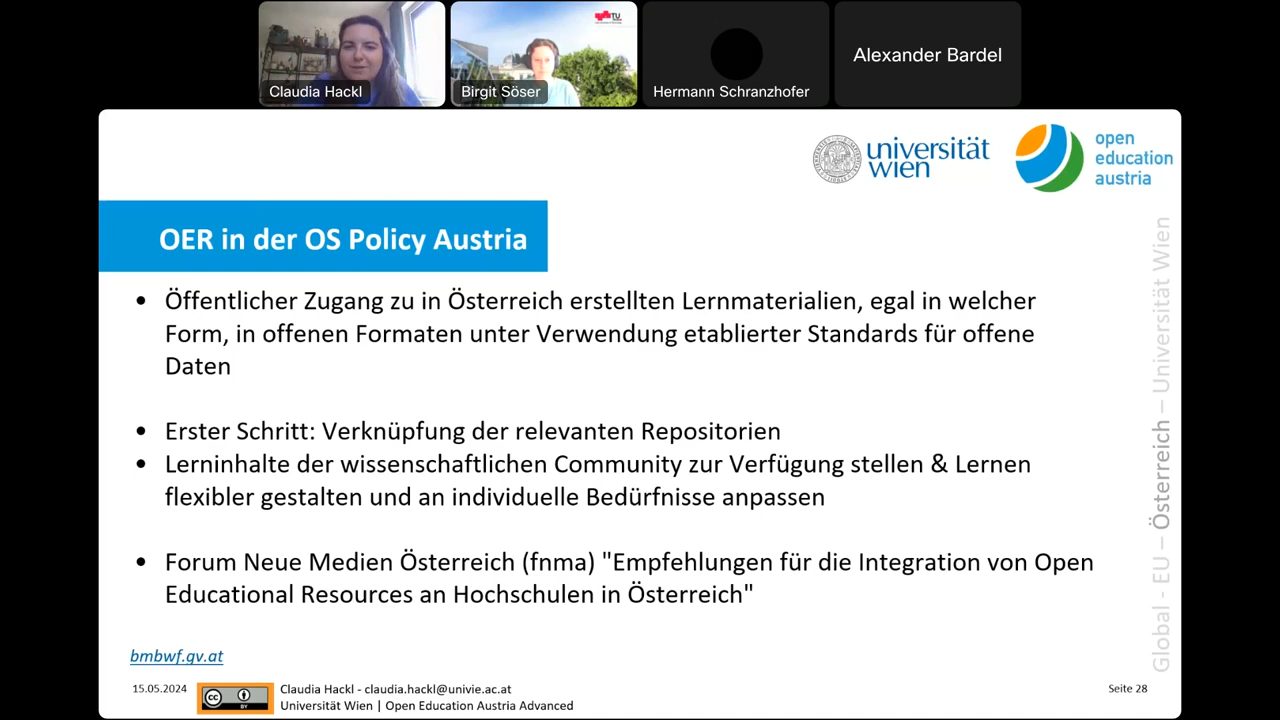 TU
Claudia Hackl
Birgit Söser
Hermann Schranzhofer
Alexander Bardel
universität
wien
open
education
austria
OER in der OS Policy Austria
• Öffentlicher Zugang zu in Österreich erstellten Lernmaterialien, egal in welcher
Form, in offenen Formaten unter Verwendung etablierter Standards für offene
Daten
• Erster Schritt: Verknüpfung der relevanten Repositorien
• Lerninhalte der wissenschaftlichen Community zur Verfügung stellen & Lernen
flexibler gestalten und an individuelle Bedürfnisse anpassen
• Forum Neue Medien Österreich (fnma) "Empfehlungen für die Integration von Open
Educational Resources an Hochschulen in Österreich"
Global - EU – Österreich – Universität Wien
bmbwf.gv.at
15.05.2024
cc
BY
Claudia Hackl - claudia.hackl@univie.ac.at
Universität Wien | Open Education Austria Advanced
Seite 28